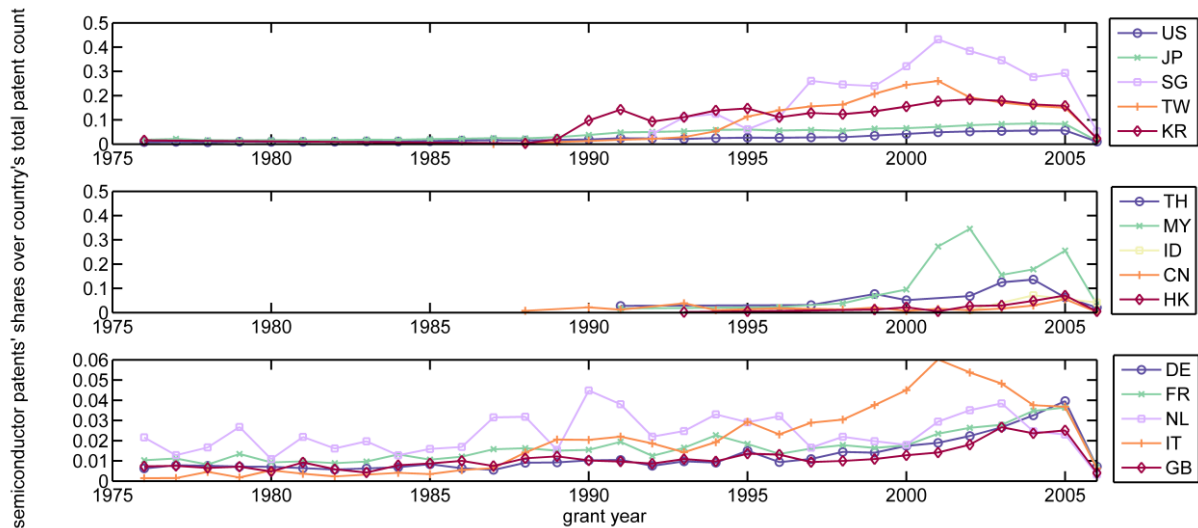 semiconductor patents' shares over country's total patent count
0.5
0.4
0.3
0.2
0.1
0
1975 1980 1985 1990 1995 2000 2005
US
JP
SG
TW
KR
0.5
0.4
0.3
0.2
0.1
0
1975 1980 1985 1990 1995 2000 2005
TH
MY
ID
CN
HK
0.06
0.05
0.04
0.03
0.02
0.01
0
1975 1980 1985 1990 1995 2000 2005
DE
FR
NL
IT
GB
grant year